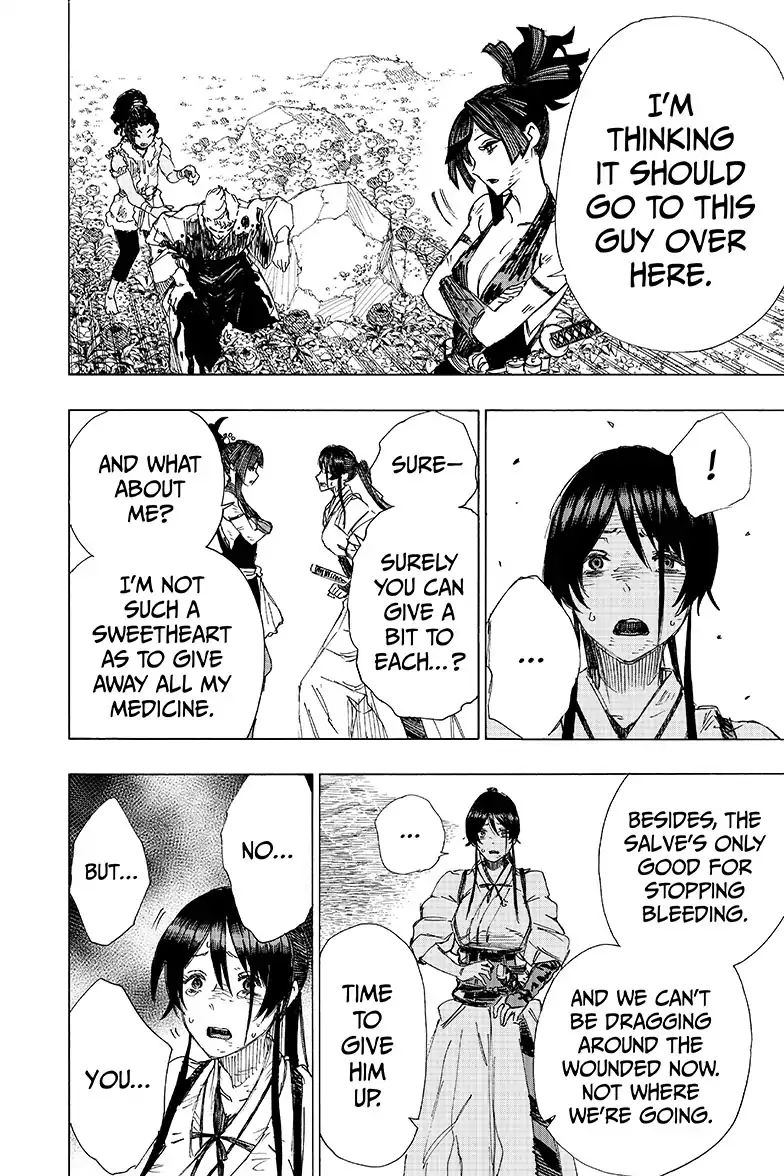 I'M
THINKING
IT SHOULD
GO TO THIS
GUY OVER
HERE.
!
...
SURE–
SURELY
YOU CAN
GIVE A
BIT TO
EACH...?
AND WHAT
ABOUT
ME?
I'M NOT
SUCH A
SWEETHEART
AS TO GIVE
AWAY ALL MY
MEDICINE.
BESIDES, THE
SALVE'S ONLY
GOOD FOR
STOPPING
BLEEDING.
AND WE CAN'T
BE DRAGGING
AROUND THE
WOUNDED NOW.
NOT WHERE
WE'RE GOING.
...
TIME
TO
GIVE
HIM
UP.
NO...
BUT...
YOU...